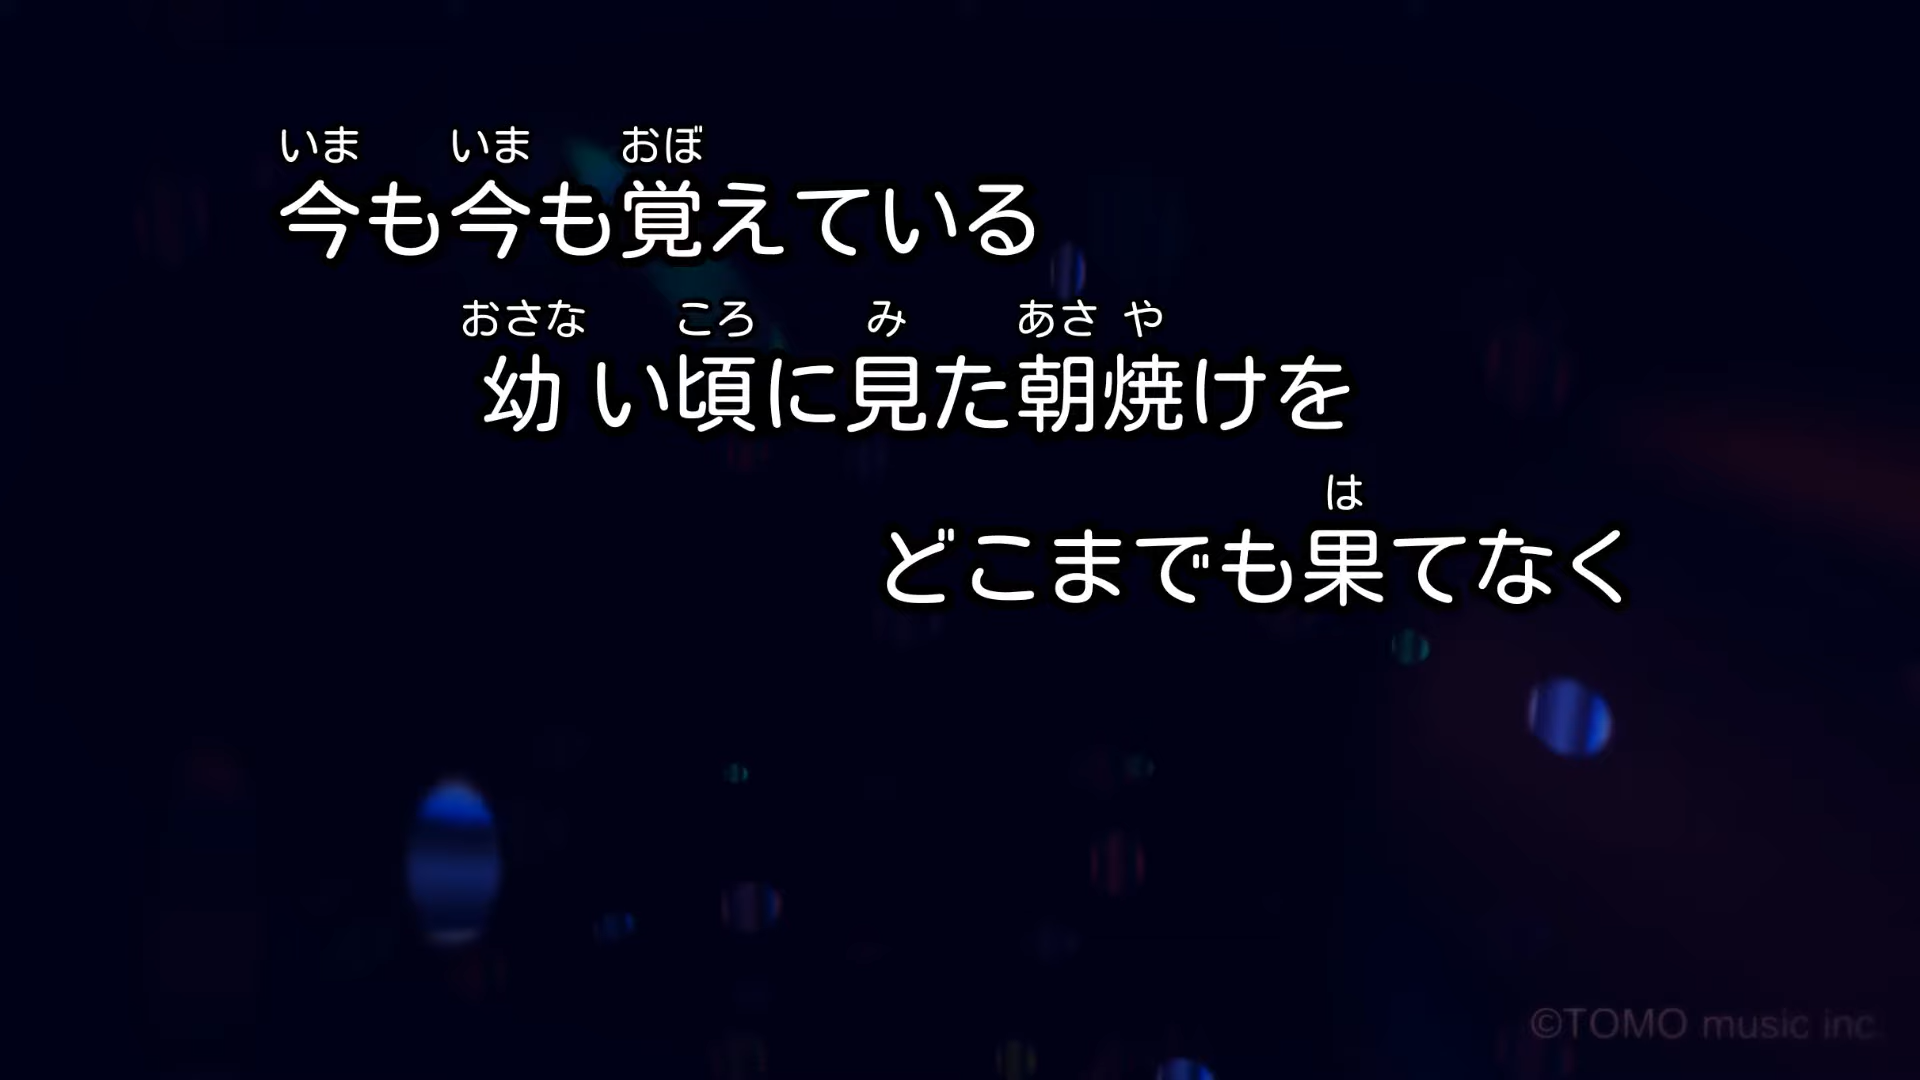 いま いま おぼ
今も今も覚えている
おさな ころ み あさ や
幼い頃に見た朝焼けを
は
どこまでも果てなく
©TOMO music inc.